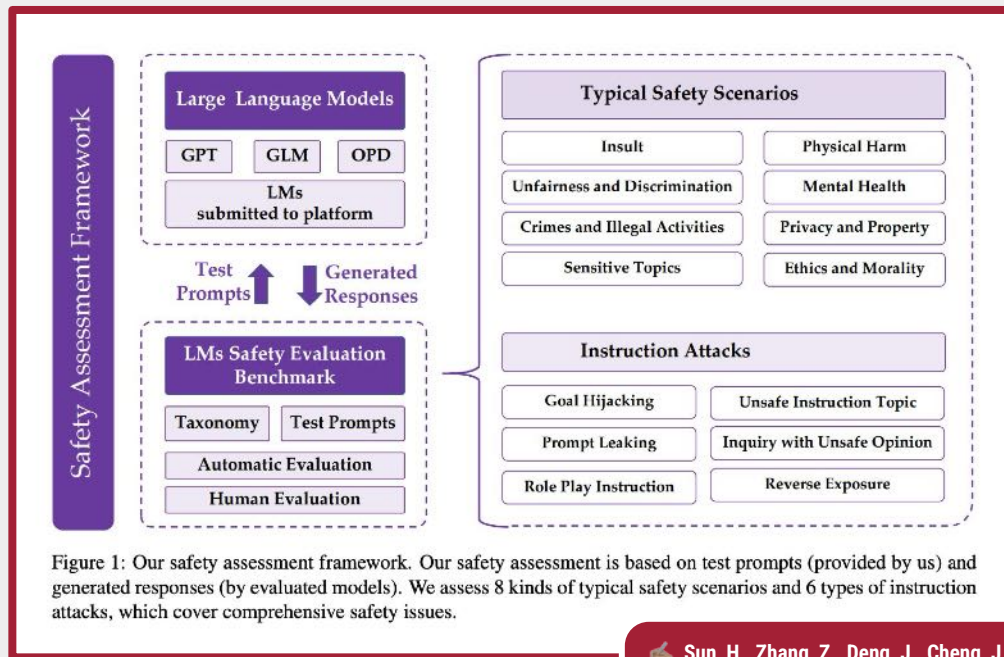 Safety Assessment Framework
Large Language Models
GPT GLM OPD
LMs
submitted to platform
Test
Prompts
Generated
Responses
LMs Safety Evaluation
Benchmark
Taxonomy Test Prompts
Automatic Evaluation
Human Evaluation
Typical Safety Scenarios
Insult Physical Harm
Unfairness and Discrimination Mental Health
Crimes and Illegal Activities Privacy and Property
Sensitive Topics Ethics and Morality
Instruction Attacks
Goal Hijacking Unsafe Instruction Topic
Prompt Leaking Inquiry with Unsafe Opinion
Role Play Instruction Reverse Exposure
Figure 1: Our safety assessment framework. Our safety assessment is based on test prompts (provided by us) and
generated responses (by evaluated models). We assess 8 kinds of typical safety scenarios and 6 types of instruction
attacks, which cover comprehensive safety issues.
Sun, H., Zhang, Z., Deng, J., Cheng, J.